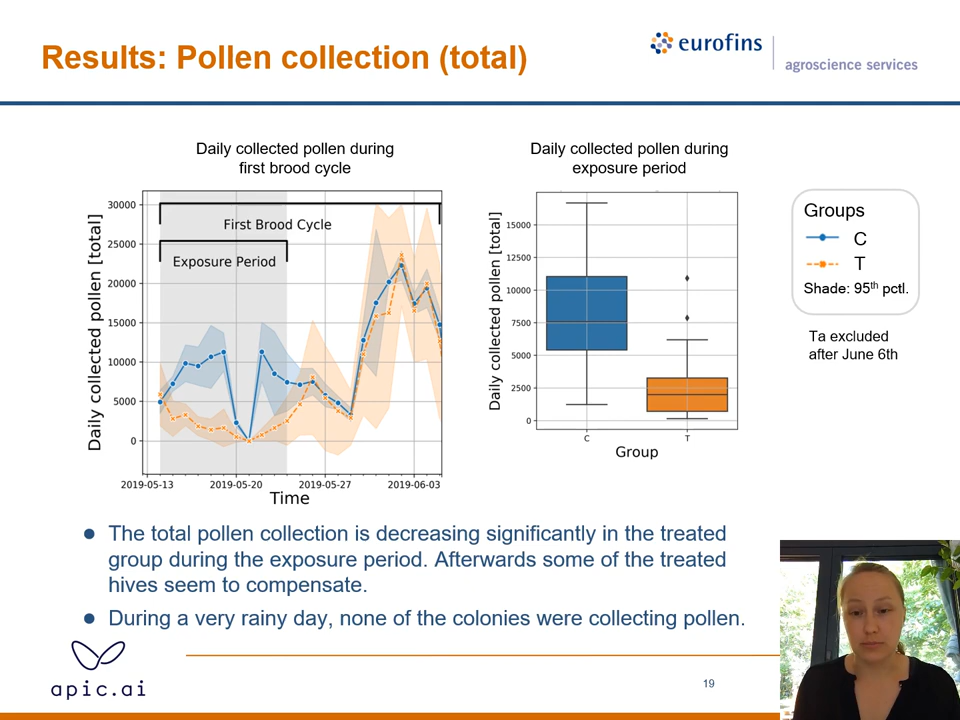 Results: Pollen collection (total)
eurofins
agroscience services
Daily collected pollen during
first brood cycle
Daily collected pollen [total]
30000
25000
20000
15000
10000
5000
0
First Brood Cycle
Exposure Period
2019-05-13
2019-05-20
2019-05-27
2019-06-03
Time
Daily collected pollen during
exposure period
Daily collected pollen [total]
15000
12500
10000
7500
5000
2500
0
C
T
Group
Groups
C
T
Shade: 95th pctl.
Ta excluded
after June 6th
● The total pollen collection is decreasing significantly in the treated
group during the exposure period. Afterwards some of the treated
hives seem to compensate.
● During a very rainy day, none of the colonies were collecting pollen.
apic.ai
19